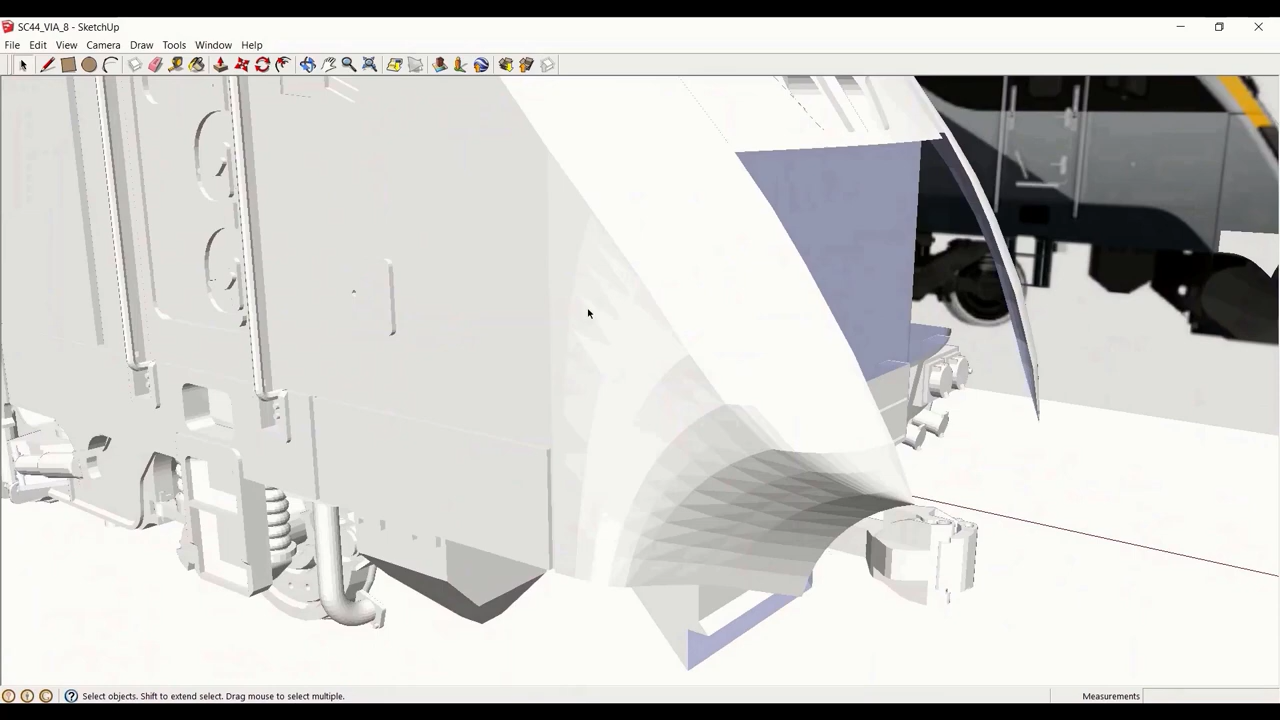 SC44_VIA_8 - SketchUp
File Edit View Camera Draw Tools Window Help
Select objects. Shift to extend select. Drag mouse to select multiple.
Measurements